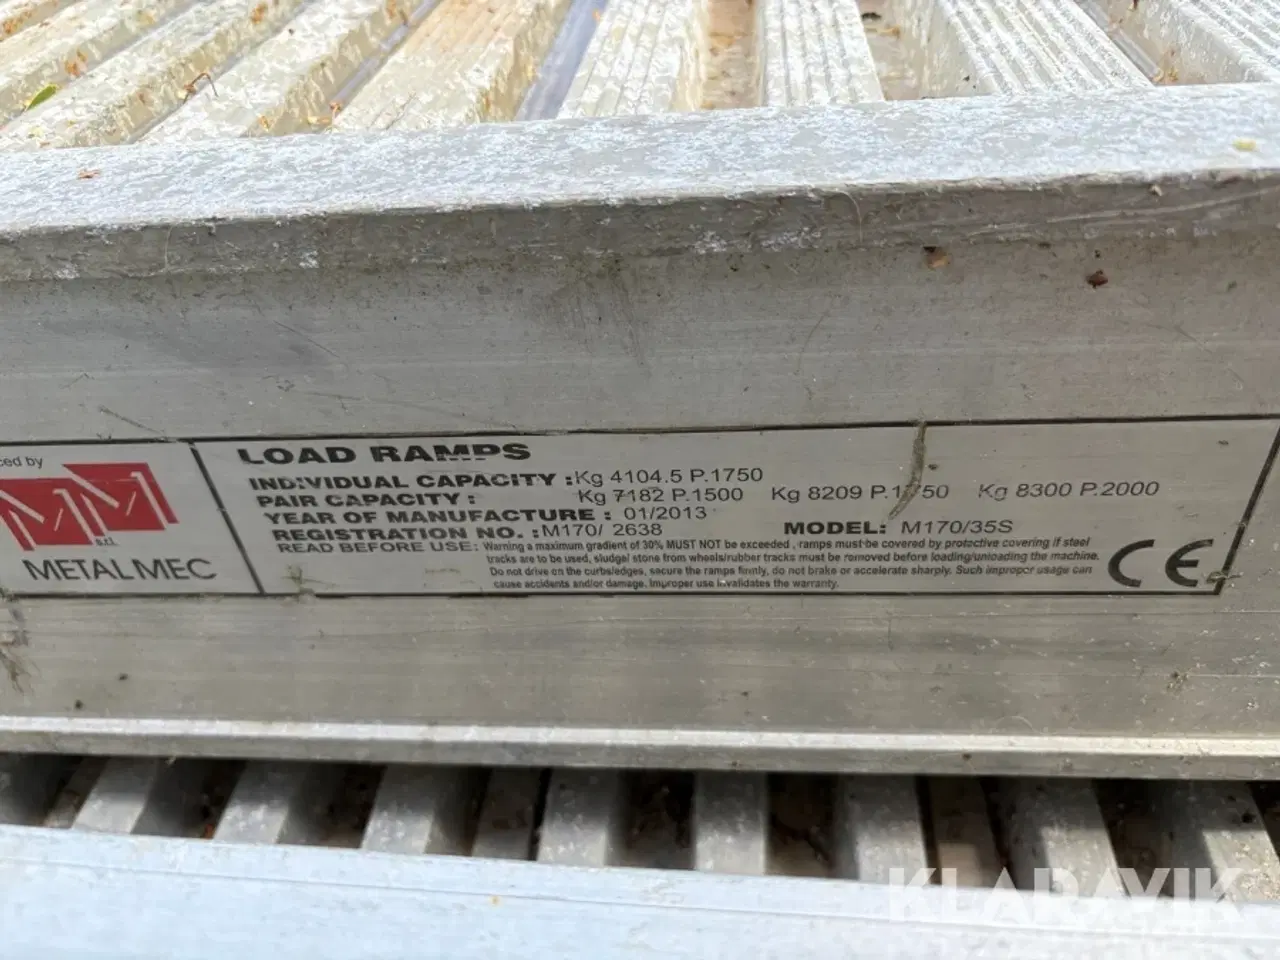 ced by
MM
s.r.l.
METALMEC
LOAD RAMPS
INDIVIDUAL CAPACITY : Kg 4104.5 P.1750
PAIR CAPACITY : Kg 7182 P.1500 Kg 8209 P.1750 Kg 8300 P.2000
YEAR OF MANUFACTURE : 01/2013
REGISTRATION NO. : M170/ 2638 MODEL: M170/35S
READ BEFORE USE: Warning a maximum gradient of 30% MUST NOT be exceeded , ramps must be covered by protective covering if steel
tracks are to be used, sludge/ stone from wheels/rubber tracks must be removed before loading/unloading the machine.
Do not drive on the curbs/edges, secure the ramps firmly, do not brake or accelerate sharply. Such improper usage can
cause accidents and/or damage. Improper use invalidates the warranty.
CE
KLARAVIK